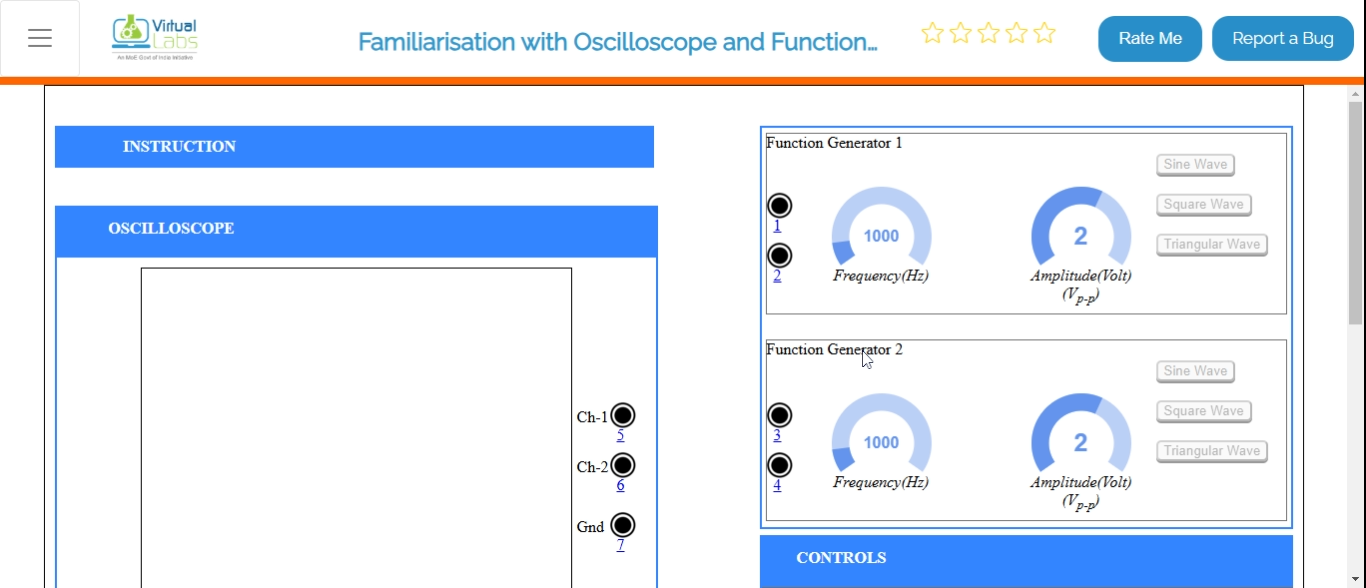 Virtual
Labs
An MoE Govt of India Initiative
Familiarisation with Oscilloscope and Function...
Rate Me
Report a Bug
INSTRUCTION
OSCILLOSCOPE
Ch-1
5
Ch-2
6
Gnd
7
Function Generator 1
1
2
1000
Frequency(Hz)
2
Amplitude(Volt)
(Vp-p)
Sine Wave
Square Wave
Triangular Wave
Function Generator 2
3
4
1000
Frequency(Hz)
2
Amplitude(Volt)
(Vp-p)
Sine Wave
Square Wave
Triangular Wave
CONTROLS